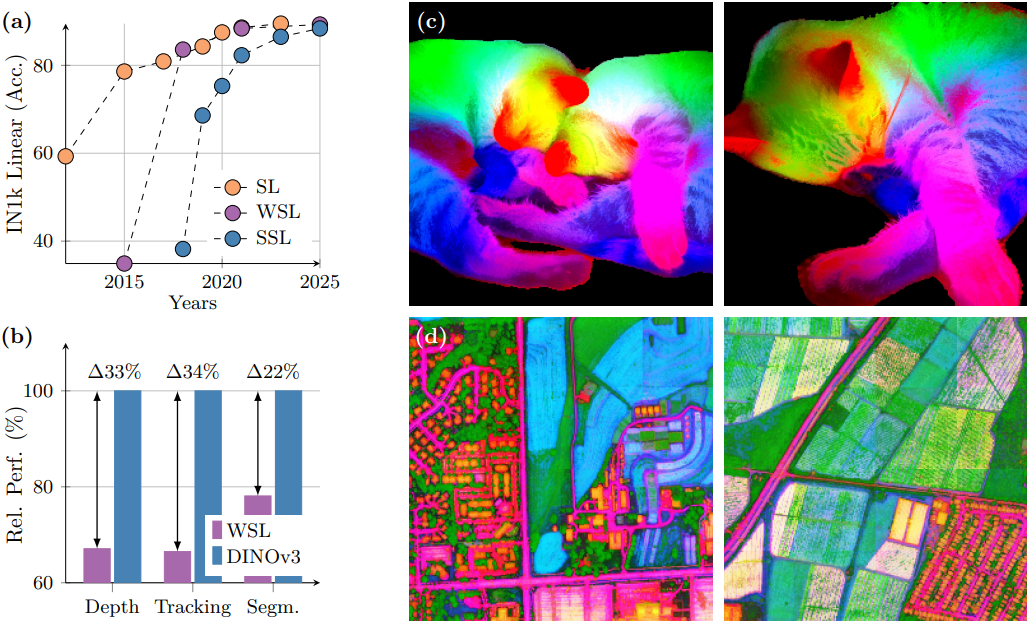 (a)
IN1k Linear (Acc.)
80
60
40
SL
WSL
SSL
2015 2020 2025
Years
(b)
Rel. Perf. (%)
Δ33% Δ34% Δ22%
100
80
60
WSL
DINOv3
Depth Tracking Segm.
(c)
(d)